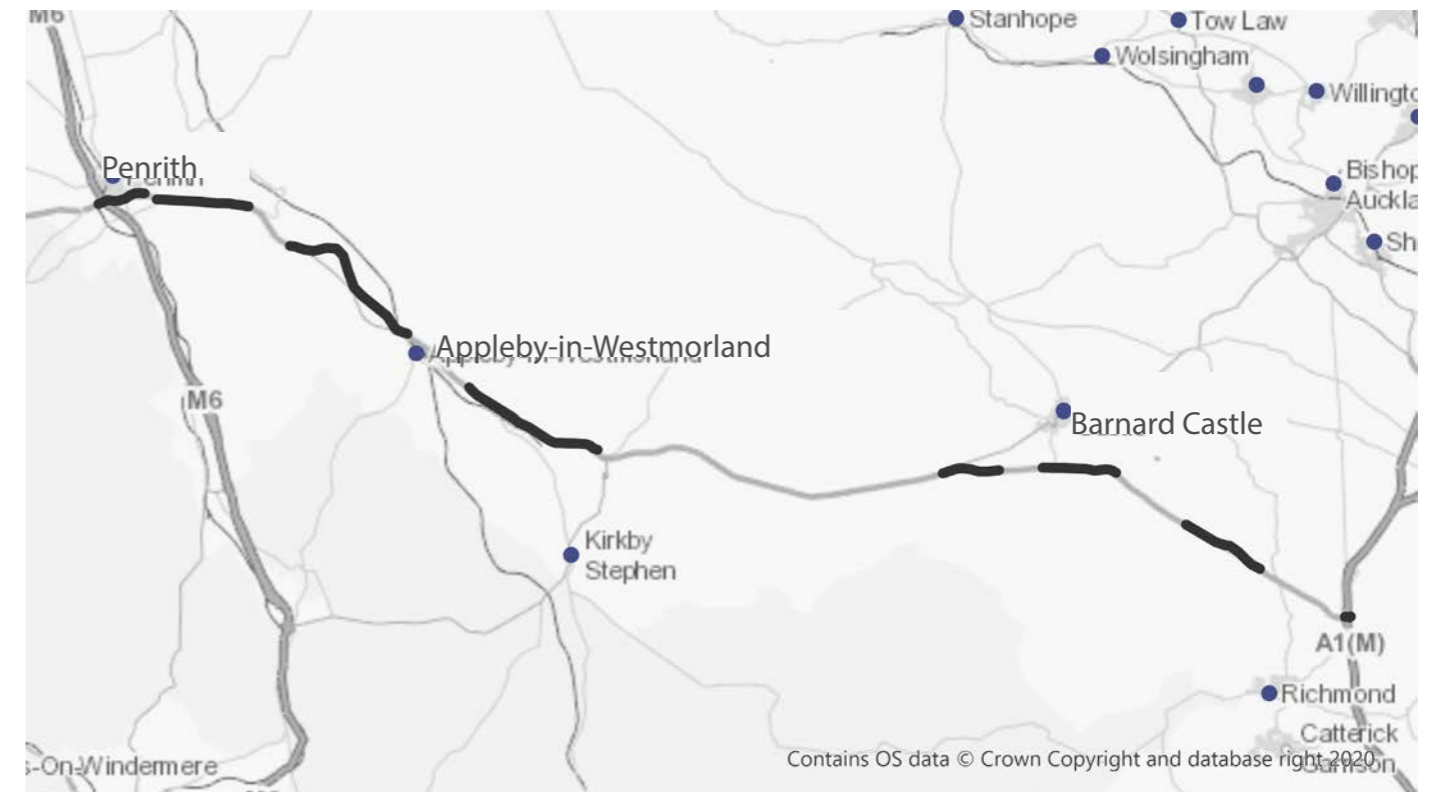 M6
Stanhope
Tow Law
Wolsingham
Willingto
Penrith
Bishop
Auckla
Sh
Appleby-in-Westmorland
M6
Barnard Castle
Kirkby
Stephen
A1(M)
Richmond
Catterick
Garrison
s-On-Windermere
Contains OS data © Crown Copyright and database right 2020